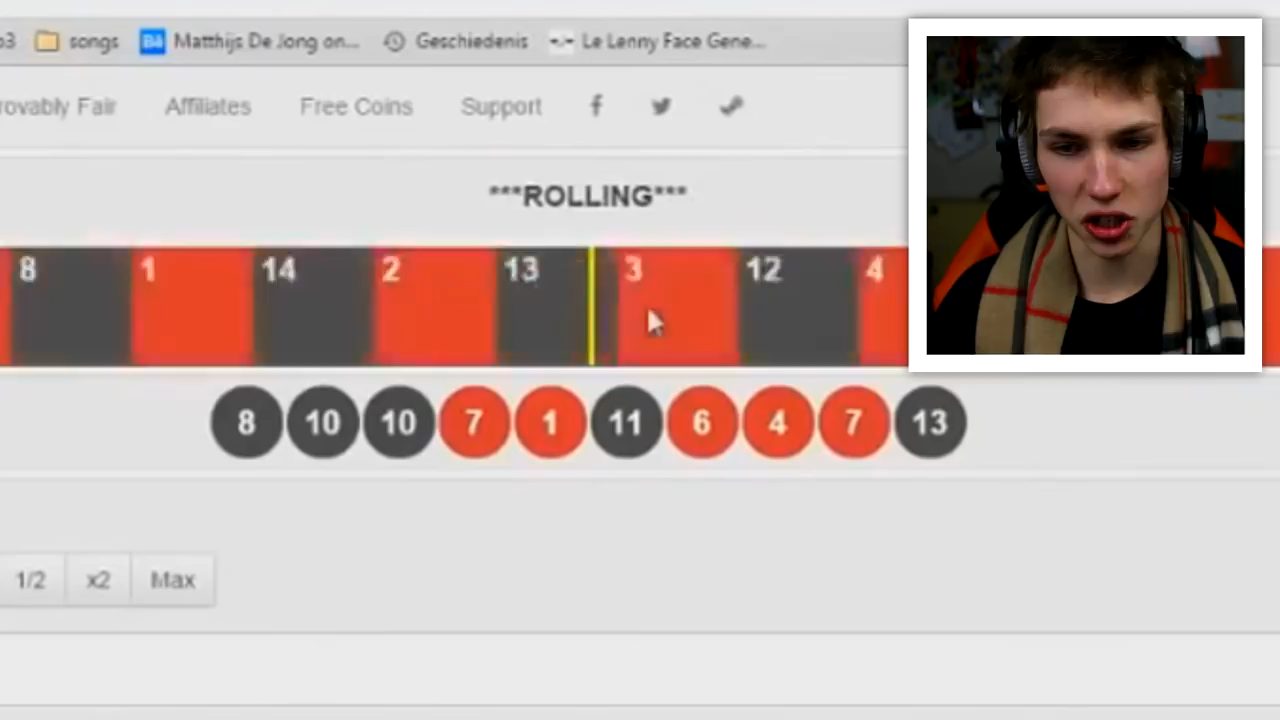 p3 songs Bē Matthijs De Jong on... Geschiedenis Le Lenny Face Gene...
rovably Fair Affiliates Free Coins Support
***ROLLING***
8 1 14 2 13 3 12 4
8 10 10 7 1 11 6 4 7 13
1/2 x2 Max